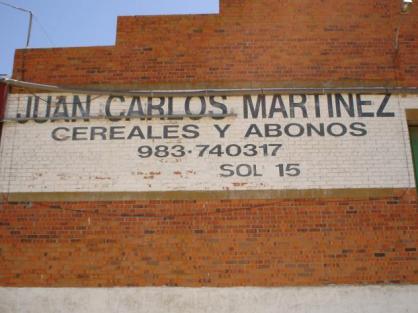 JUAN CARLOS MARTINEZ
CEREALES Y ABONOS
983-740317
SOL 15